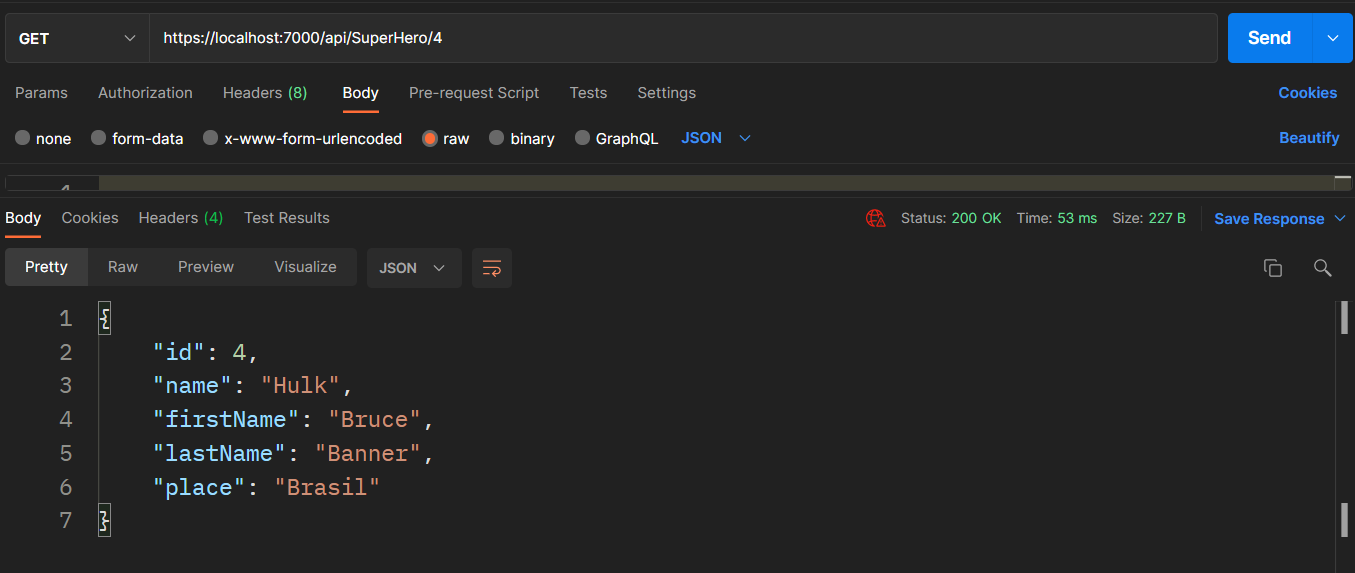 GET https://localhost:7000/api/SuperHero/4 Send
Params Authorization Headers (8) Body Pre-request Script Tests Settings Cookies
none form-data x-www-form-urlencoded raw binary GraphQL JSON Beautify
Body Cookies Headers (4) Test Results Status: 200 OK Time: 53 ms Size: 227 B Save Response
Pretty Raw Preview Visualize JSON
1 {
2 "id": 4,
3 "name": "Hulk",
4 "firstName": "Bruce",
5 "lastName": "Banner",
6 "place": "Brasil"
7 }